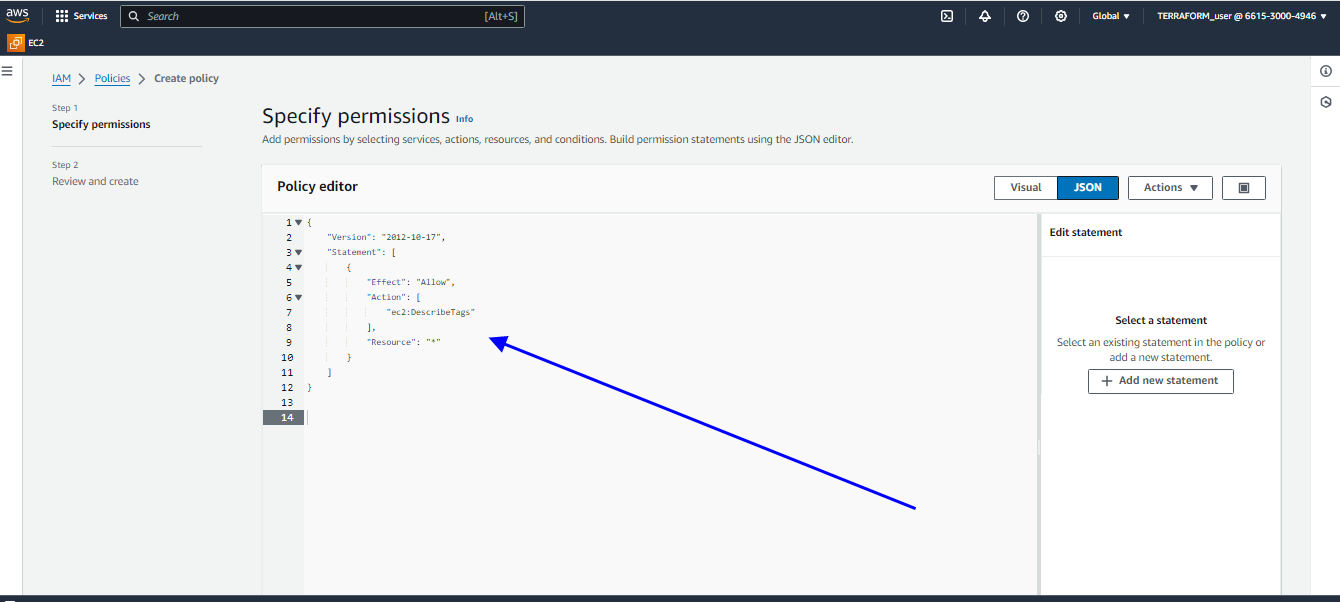 aws
Services
Search
[Alt+S]
Global
TERRAFORM_user @ 6615-3000-4946
EC2
IAM
Policies
Create policy
Step 1
Specify permissions
Step 2
Review and create
Specify permissions Info
Add permissions by selecting services, actions, resources, and conditions. Build permission statements using the JSON editor.
Policy editor
Visual
JSON
Actions
1 {
2 "Version": "2012-10-17",
3 "Statement": [
4 {
5 "Effect": "Allow",
6 "Action": [
7 "ec2:DescribeTags"
8 ],
9 "Resource": "*"
10 }
11 ]
12 }
13
14
Edit statement
Select a statement
Select an existing statement in the policy or
add a new statement.
+ Add new statement